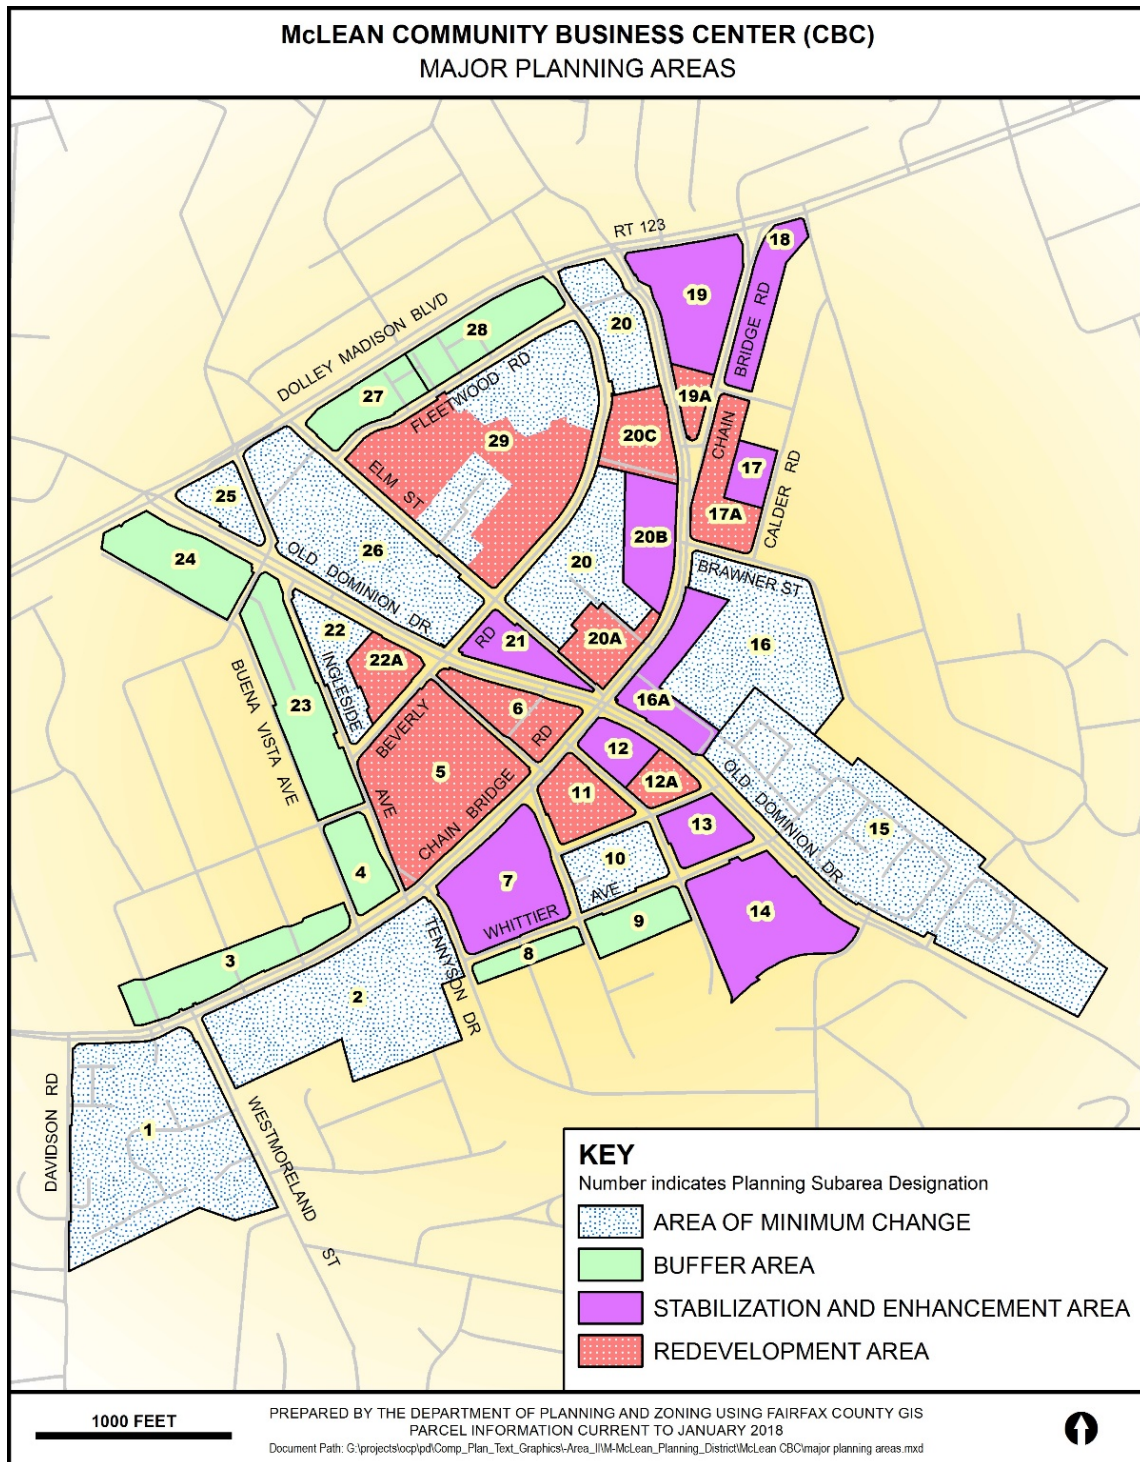 McLEAN COMMUNITY BUSINESS CENTER (CBC)
MAJOR PLANNING AREAS
RT 123
18
19
BRIDGE RD
20
28
DOLLEY MADISON BLVD
27
FLEETWOOD RD
19A
CHAIN
20C
29
17
ELM ST
25
17A
CALDER RD
20B
26
OLD DOMINION DR
24
20
BRAWNER ST
22
21
RD
20A
16
22A
INGLESIDE
AVE
BUENA VISTA AVE
23
16A
6
BEVERLY
RD
12
5
12A
11
OLD DOMINION DR
CHAIN BRIDGE
13
15
10
4
7
AVE
14
WHITTIER
9
8
TENNYSON DR
3
2
DAVIDSON RD
1
WESTMORELAND ST
KEY
Number indicates Planning Subarea Designation
AREA OF MINIMUM CHANGE
BUFFER AREA
STABILIZATION AND ENHANCEMENT AREA
REDEVELOPMENT AREA
1000 FEET
PREPARED BY THE DEPARTMENT OF PLANNING AND ZONING USING FAIRFAX COUNTY GIS
PARCEL INFORMATION CURRENT TO JANUARY 2018
Document Path: G:\projects\ocp\pd\Comp_Plan_Text_Graphics\-Area_II\M-McLean_Planning_District\McLean CBC\major planning areas.mxd